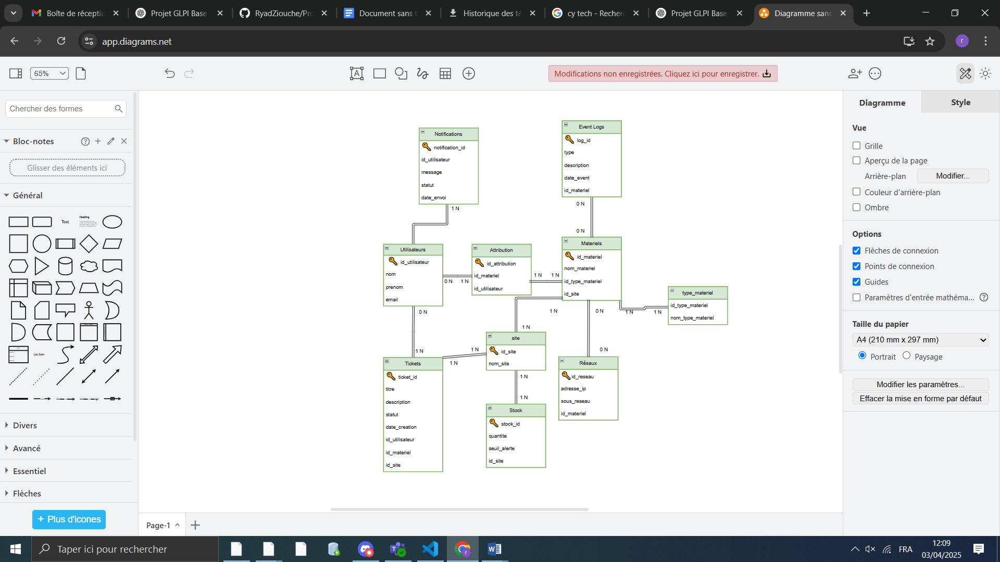 Boîte de réceptio
Projet GLPI Base
RyadZiouche/Pro
Document sans t
Historique des té
cy tech - Recher
Projet GLPI Base
Diagramme sans
app.diagrams.net
r
65%
Modifications non enregistrées. Cliquez ici pour enregistrer.
Chercher des formes
Bloc-notes
Glisser des éléments ici
Général
Text
Heading
List Item
Divers
Avancé
Essentiel
Flèches
+ Plus d'icones
Notifications
notification_id
id_utilisateur
message
statut
date_envoi
1 N
Event Logs
log_id
type
description
date_event
id_materiel
0 N
0 N
Utilisateurs
id_utilisateur
nom
prenom
email
0 N
1 N
Attribution
id_attribution
id_materiel
id_utilisateur
1 N
1 N
Materiels
id_materiel
nom_materiel
id_type_materiel
id_site
1 N
1 N
type_materiel
id_type_materiel
nom_type_materiel
0 N
1 N
1 N
1 N
0 N
0 N
1 N
1 N
site
id_site
nom_site
1 N
1 N
Tickets
ticket_id
titre
description
statut
date_creation
id_utilisateur
id_materiel
id_site
Stock
stock_id
quantite
seuil_alerte
id_site
Résaux
id_reseau
adresse_ip
sous_reseau
id_materiel
Page-1
Diagramme
Style
Vue
Grille
Aperçu de la page
Arrière-plan
Modifier...
Couleur d'arrière-plan
Ombre
Options
Flèches de connexion
Points de connexion
Guides
Paramètres d'entrée mathéma...
Taille du papier
A4 (210 mm x 297 mm)
Portrait
Paysage
Modifier les paramètres...
Effacer la mise en forme par défaut
Taper ici pour rechercher
FRA
12:09
03/04/2025